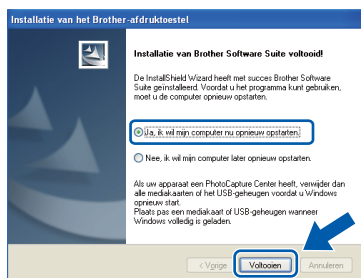 Installatie van het Brother-afdruktoestel
Installatie van Brother Software Suite voltooid!
De InstallShield Wizard heeft met succes Brother Software
Suite geïnstalleerd. Voordat u het programma kunt gebruiken,
moet u de computer opnieuw opstarten.
Ja, ik wil mijn computer nu opnieuw opstarten.
Nee, ik wil mijn computer later opnieuw opstarten.
Als uw apparaat een PhotoCapture Center heeft, verwijder dan
alle mediakaarten of het USB-geheugen voordat u Windows
opnieuw start.
Plaats pas een mediakaart of USB-geheugen wanneer
Windows volledig is geladen.
< Vorige
Voltooien
Annuleren